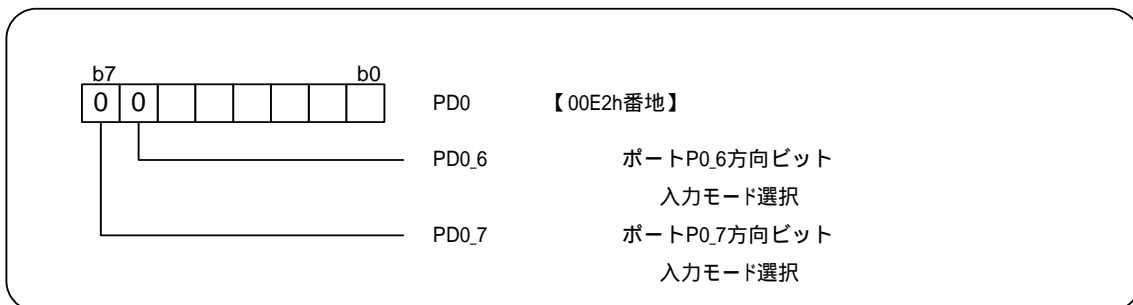 b7 b0
0 0 PD0 【00E2h番地】
PD0_6 ポートP0_6方向ビット
入力モード選択
PD0_7 ポートP0_7方向ビット
入力モード選択